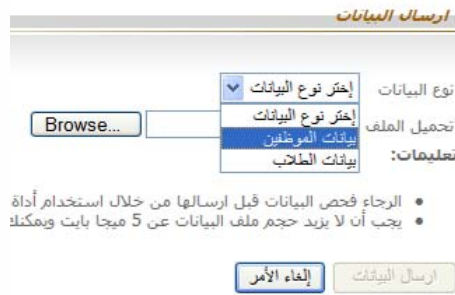 ارسال البيانات
نوع البيانات إختر نوع البيانات
إختر نوع البيانات
تحميل الملف Browse...
بيانات الموظفين
تعليمات:
بيانات الطلاب
الرجاء فحص البيانات قبل ارسالها من خلال استخدام أداة
يجب أن لا يزيد حجم ملف البيانات عن 5 ميجا بايت ويمكنك
ارسال البيانات إلغاء الأمر